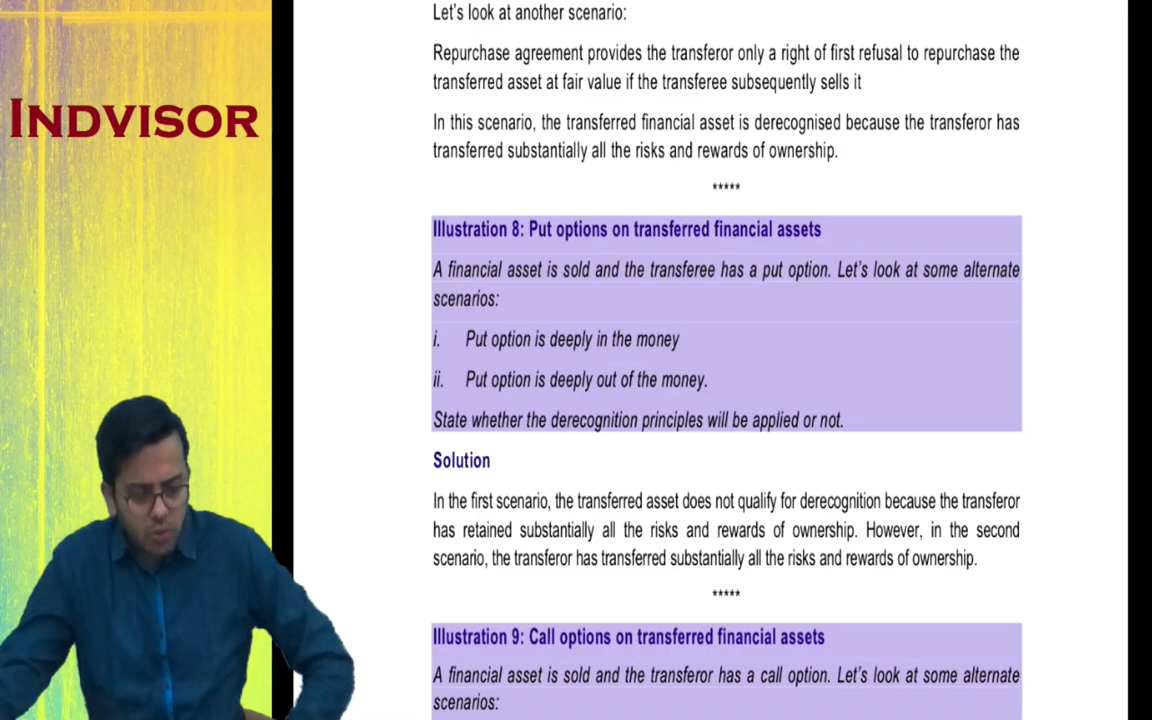 INDVISOR
Let's look at another scenario:
Repurchase agreement provides the transferor only a right of first refusal to repurchase the
transferred asset at fair value if the transferee subsequently sells it
In this scenario, the transferred financial asset is derecognised because the transferor has
transferred substantially all the risks and rewards of ownership.
*****
Illustration 8: Put options on transferred financial assets
A financial asset is sold and the transferee has a put option. Let's look at some alternate
scenarios:
i. Put option is deeply in the money
ii. Put option is deeply out of the money.
State whether the derecognition principles will be applied or not.
Solution
In the first scenario, the transferred asset does not qualify for derecognition because the transferor
has retained substantially all the risks and rewards of ownership. However, in the second
scenario, the transferor has transferred substantially all the risks and rewards of ownership.
*****
Illustration 9: Call options on transferred financial assets
A financial asset is sold and the transferor has a call option. Let's look at some alternate
scenarios: